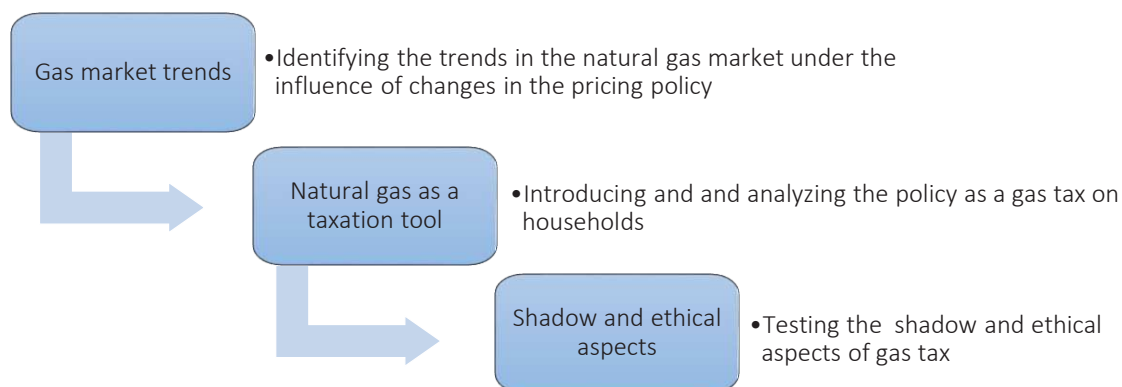 Gas market trends
•Identifying the trends in the natural gas market under the
influence of changes in the pricing policy
Natural gas as a
taxation tool
•Introducing and and analyzing the policy as a gas tax on
households
Shadow and ethical
aspects
•Testing the shadow and ethical
aspects of gas tax